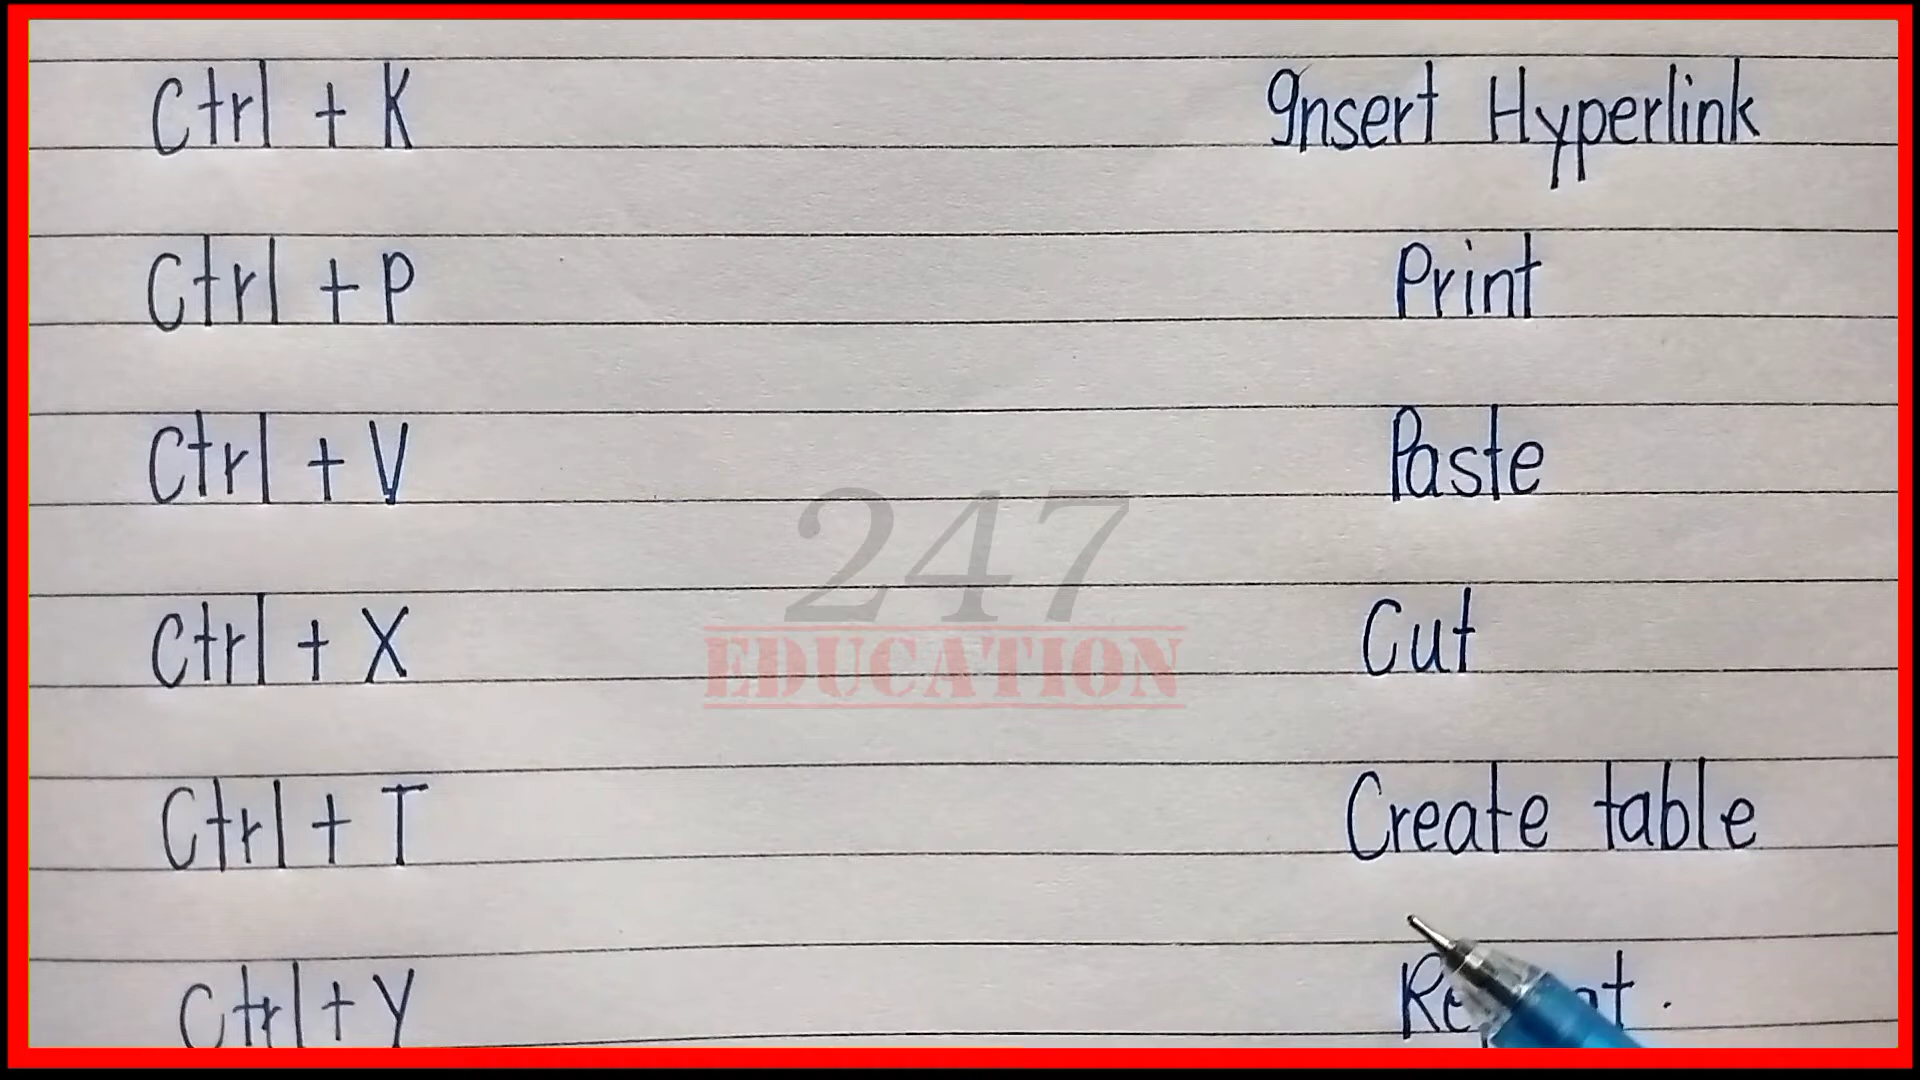 Ctrl + K Insert Hyperlink
Ctrl + P Print
Ctrl + V Paste
247
Ctrl + X Cut
EDUCATION
Ctrl + T Create table
Ctrl + Y